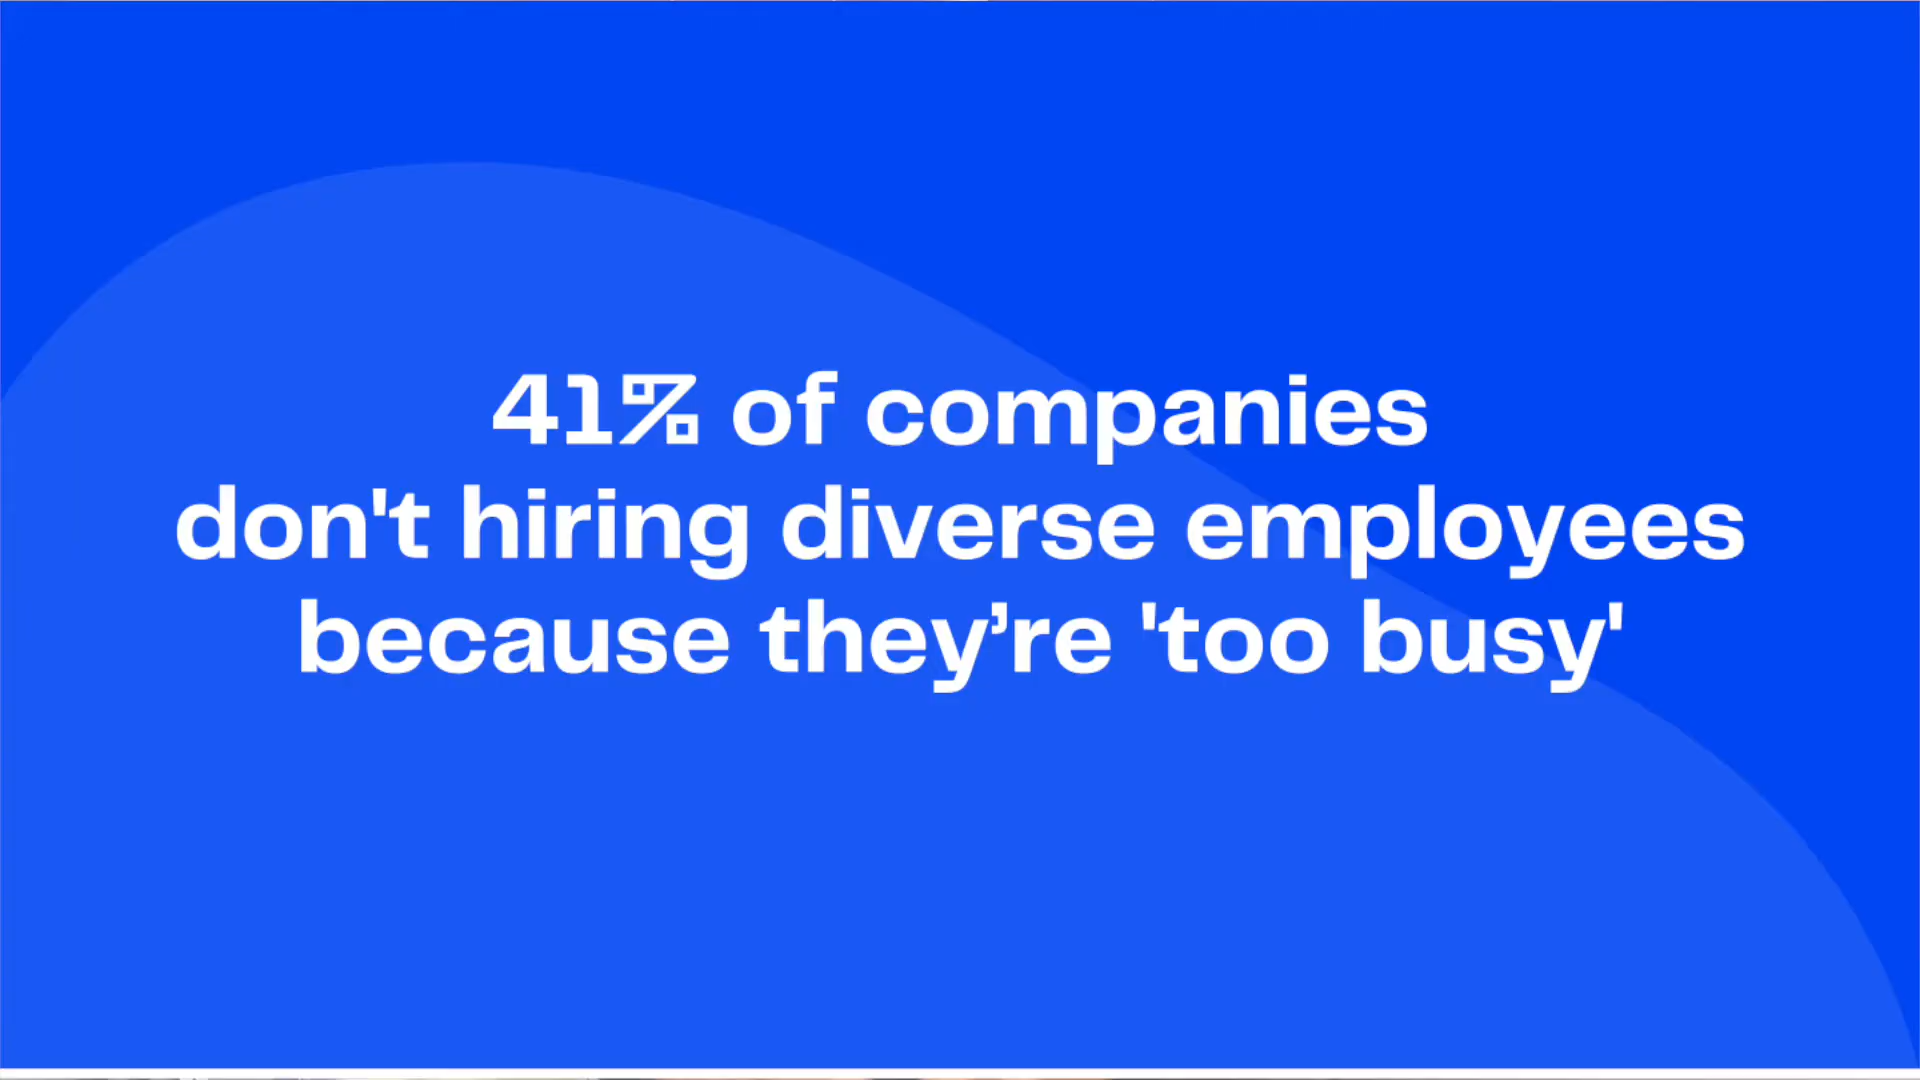 41% of companies
don't hiring diverse employees
because they’re 'too busy'